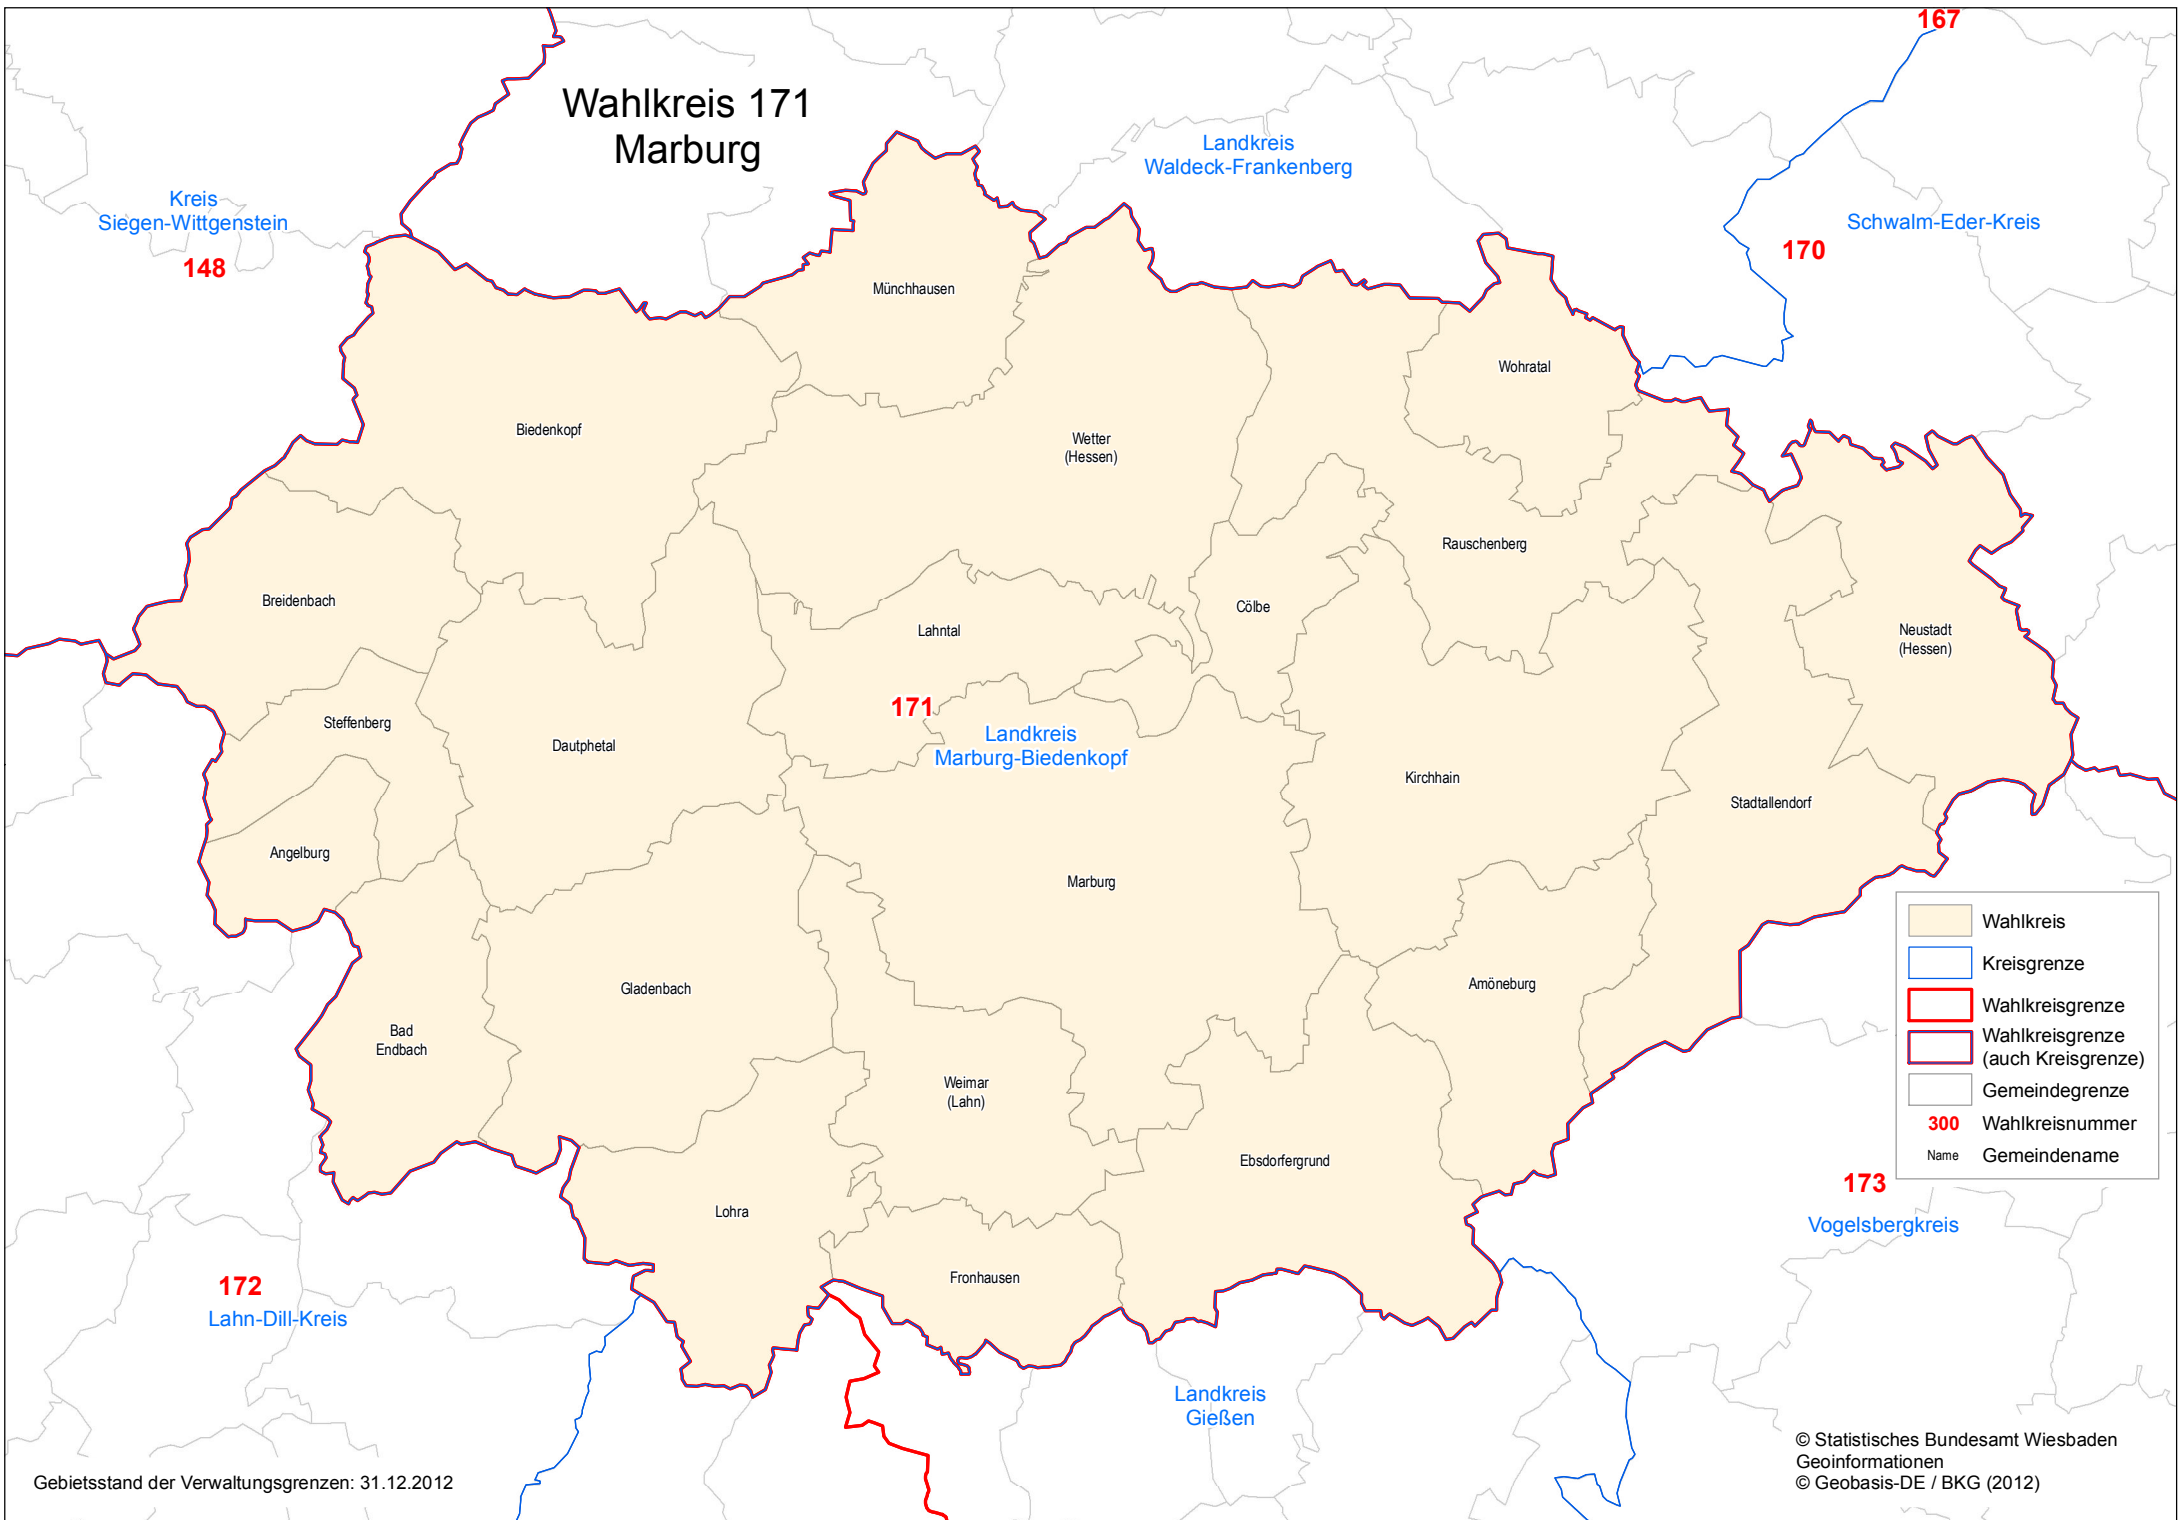 167
Wahlkreis 171
Marburg
Landkreis
Waldeck-Frankenberg
Kreis
Siegen-Wittgenstein
148
Schwalm-Eder-Kreis
170
Münchhausen
Wohratal
Biedenkopf
Wetter
(Hessen)
Rauschenberg
Breidenbach
Cölbe
Lahntal
Neustadt
(Hessen)
171
Steffenberg
Landkreis
Marburg-Biedenkopf
Dautphetal
Kirchhain
Stadtallendorf
Angelburg
Marburg
Gladenbach
Amöneburg
Bad
Endbach
Weimar
(Lahn)
Ebsdorfergrund
Lohra
Fronhausen
Wahlkreis
Kreisgrenze
Wahlkreisgrenze
Wahlkreisgrenze
(auch Kreisgrenze)
Gemeindegrenze
300 Wahlkreisnummer
Name Gemeindename
173
Vogelsbergkreis
172
Lahn-Dill-Kreis
Landkreis
Gießen
Gebietsstand der Verwaltungsgrenzen: 31.12.2012
© Statistisches Bundesamt Wiesbaden
Geoinformationen
© Geobasis-DE / BKG (2012)